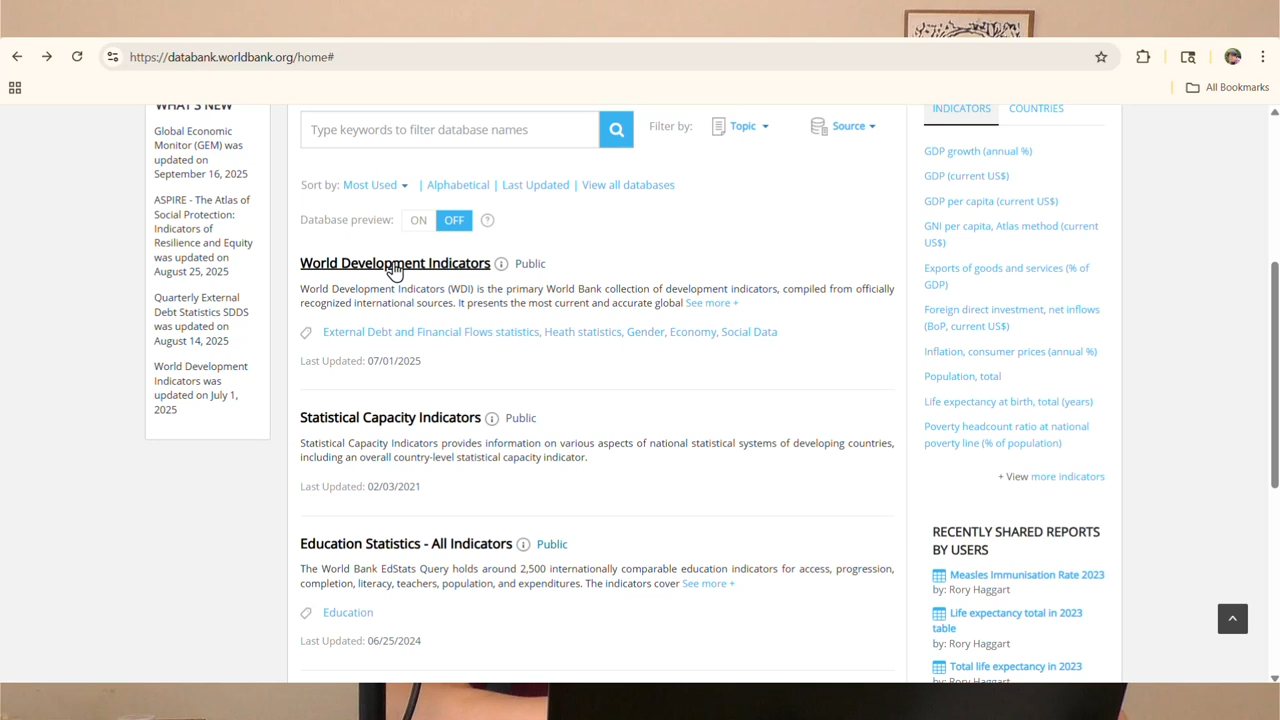 https://databank.worldbank.org/home#
All Bookmarks
WHAT'S NEW
Global Economic
Monitor (GEM) was
updated on
September 16, 2025
ASPIRE - The Atlas of
Social Protection:
Indicators of
Resilience and Equity
was updated on
August 25, 2025
Quarterly External
Debt Statistics SDDS
was updated on
August 14, 2025
World Development
Indicators was
updated on July 1,
2025
Type keywords to filter database names
Filter by: Topic Source
Sort by: Most Used | Alphabetical | Last Updated | View all databases
Database preview: ON OFF ?
World Development Indicators i Public
World Development Indicators (WDI) is the primary World Bank collection of development indicators, compiled from officially
recognized international sources. It presents the most current and accurate global See more +
External Debt and Financial Flows statistics, Heath statistics, Gender, Economy, Social Data
Last Updated: 07/01/2025
Statistical Capacity Indicators i Public
Statistical Capacity Indicators provides information on various aspects of national statistical systems of developing countries,
including an overall country-level statistical capacity indicator.
Last Updated: 02/03/2021
Education Statistics - All Indicators i Public
The World Bank EdStats Query holds around 2,500 internationally comparable education indicators for access, progression,
completion, literacy, teachers, population, and expenditures. The indicators cover See more +
Education
Last Updated: 06/25/2024
INDICATORS COUNTRIES
GDP growth (annual %)
GDP (current US$)
GDP per capita (current US$)
GNI per capita, Atlas method (current
US$)
Exports of goods and services (% of
GDP)
Foreign direct investment, net inflows
(BoP, current US$)
Inflation, consumer prices (annual %)
Population, total
Life expectancy at birth, total (years)
Poverty headcount ratio at national
poverty line (% of population)
+ View more indicators
RECENTLY SHARED REPORTS
BY USERS
Measles Immunisation Rate 2023
by: Rory Haggart
Life expectancy total in 2023
table
by: Rory Haggart
Total life expectancy in 2023
by: Rory Haggart